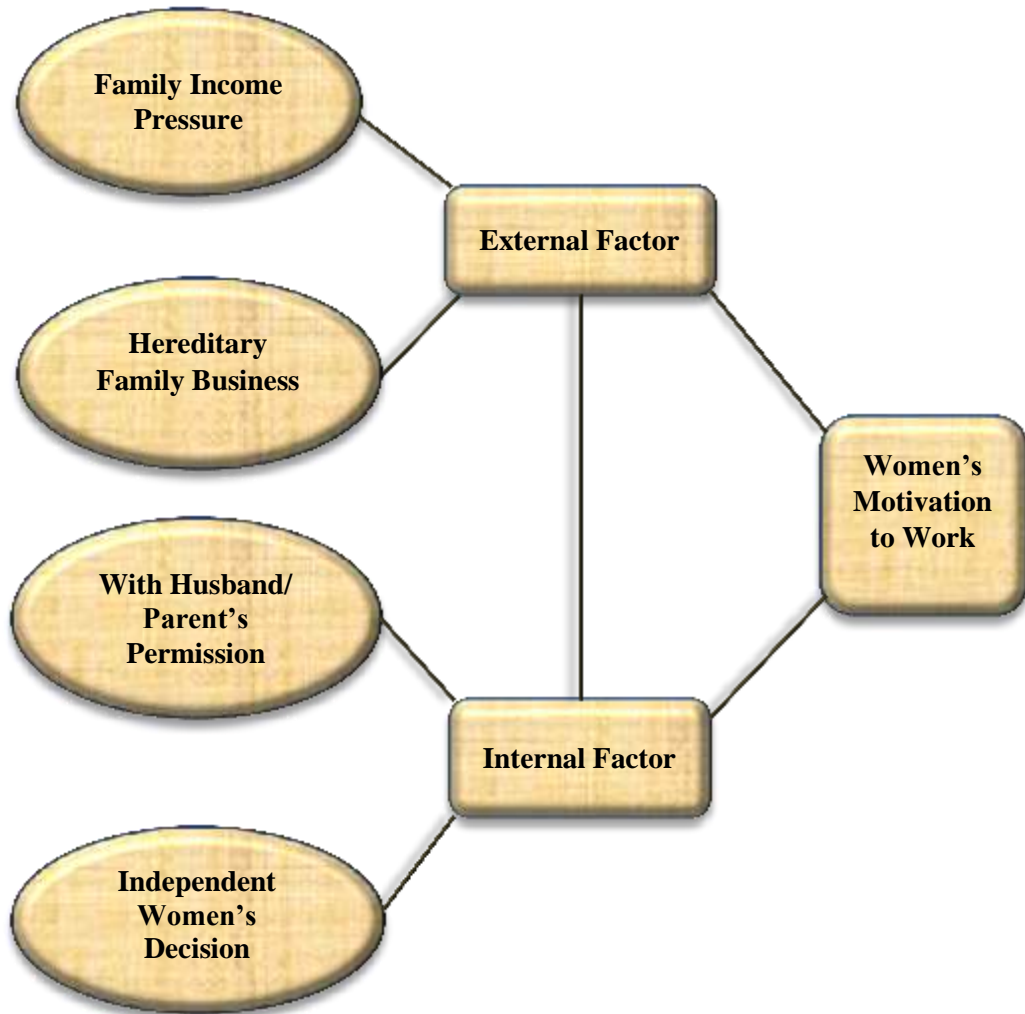 Family Income
Pressure
External Factor
Hereditary
Family Business
Women’s
Motivation
to Work
With Husband/
Parent’s
Permission
Internal Factor
Independent
Women’s
Decision